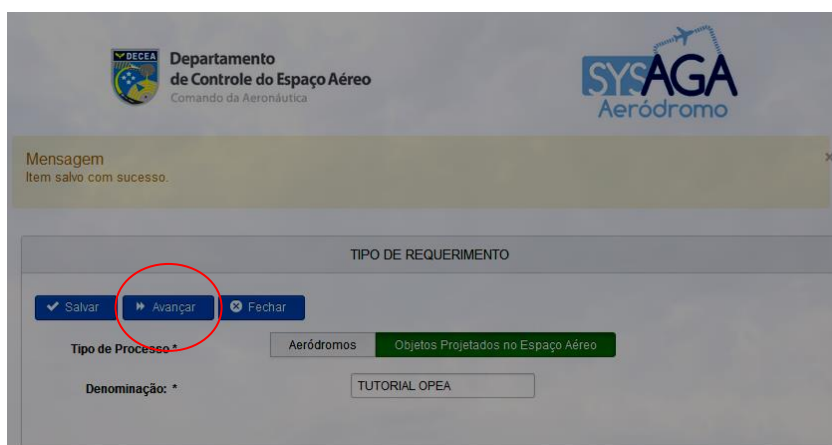 DECEA
Departamento
de Controle do Espaço Aéreo
Comando da Aeronáutica
SYSAGA
Aeródromo
Mensagem
×
Item salvo com sucesso.
TIPO DE REQUERIMENTO
Salvar Avançar Fechar
Tipo de Processo * Aeródromos Objetos Projetados no Espaço Aéreo
Denominação: * TUTORIAL OPEA